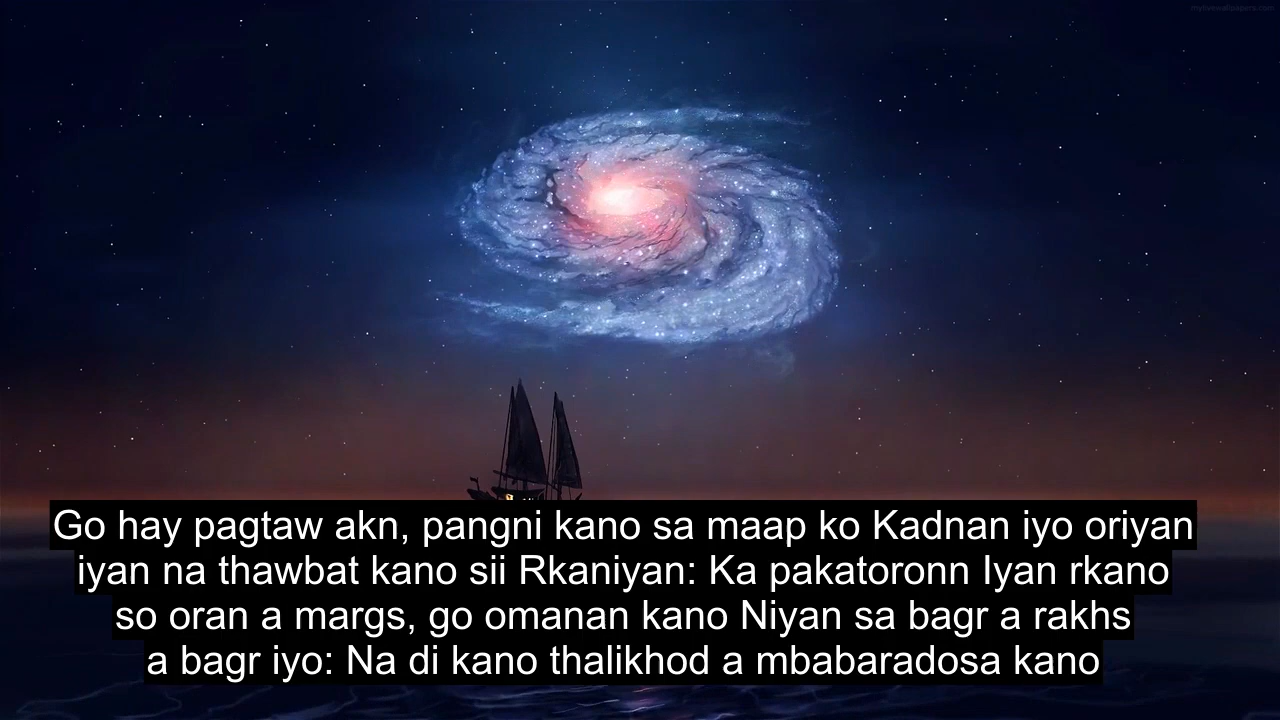 Go hay pagtaw akn, pangni kano sa maap ko Kadnan iyo oriyan
iyan na thawbat kano sii Rkaniyan: Ka pakatoronn Iyan rkano
so oran a margs, go omanan kano Niyan sa bagr a rakhs
a bagr iyo: Na di kano thalikhod a mbabaradosa kano